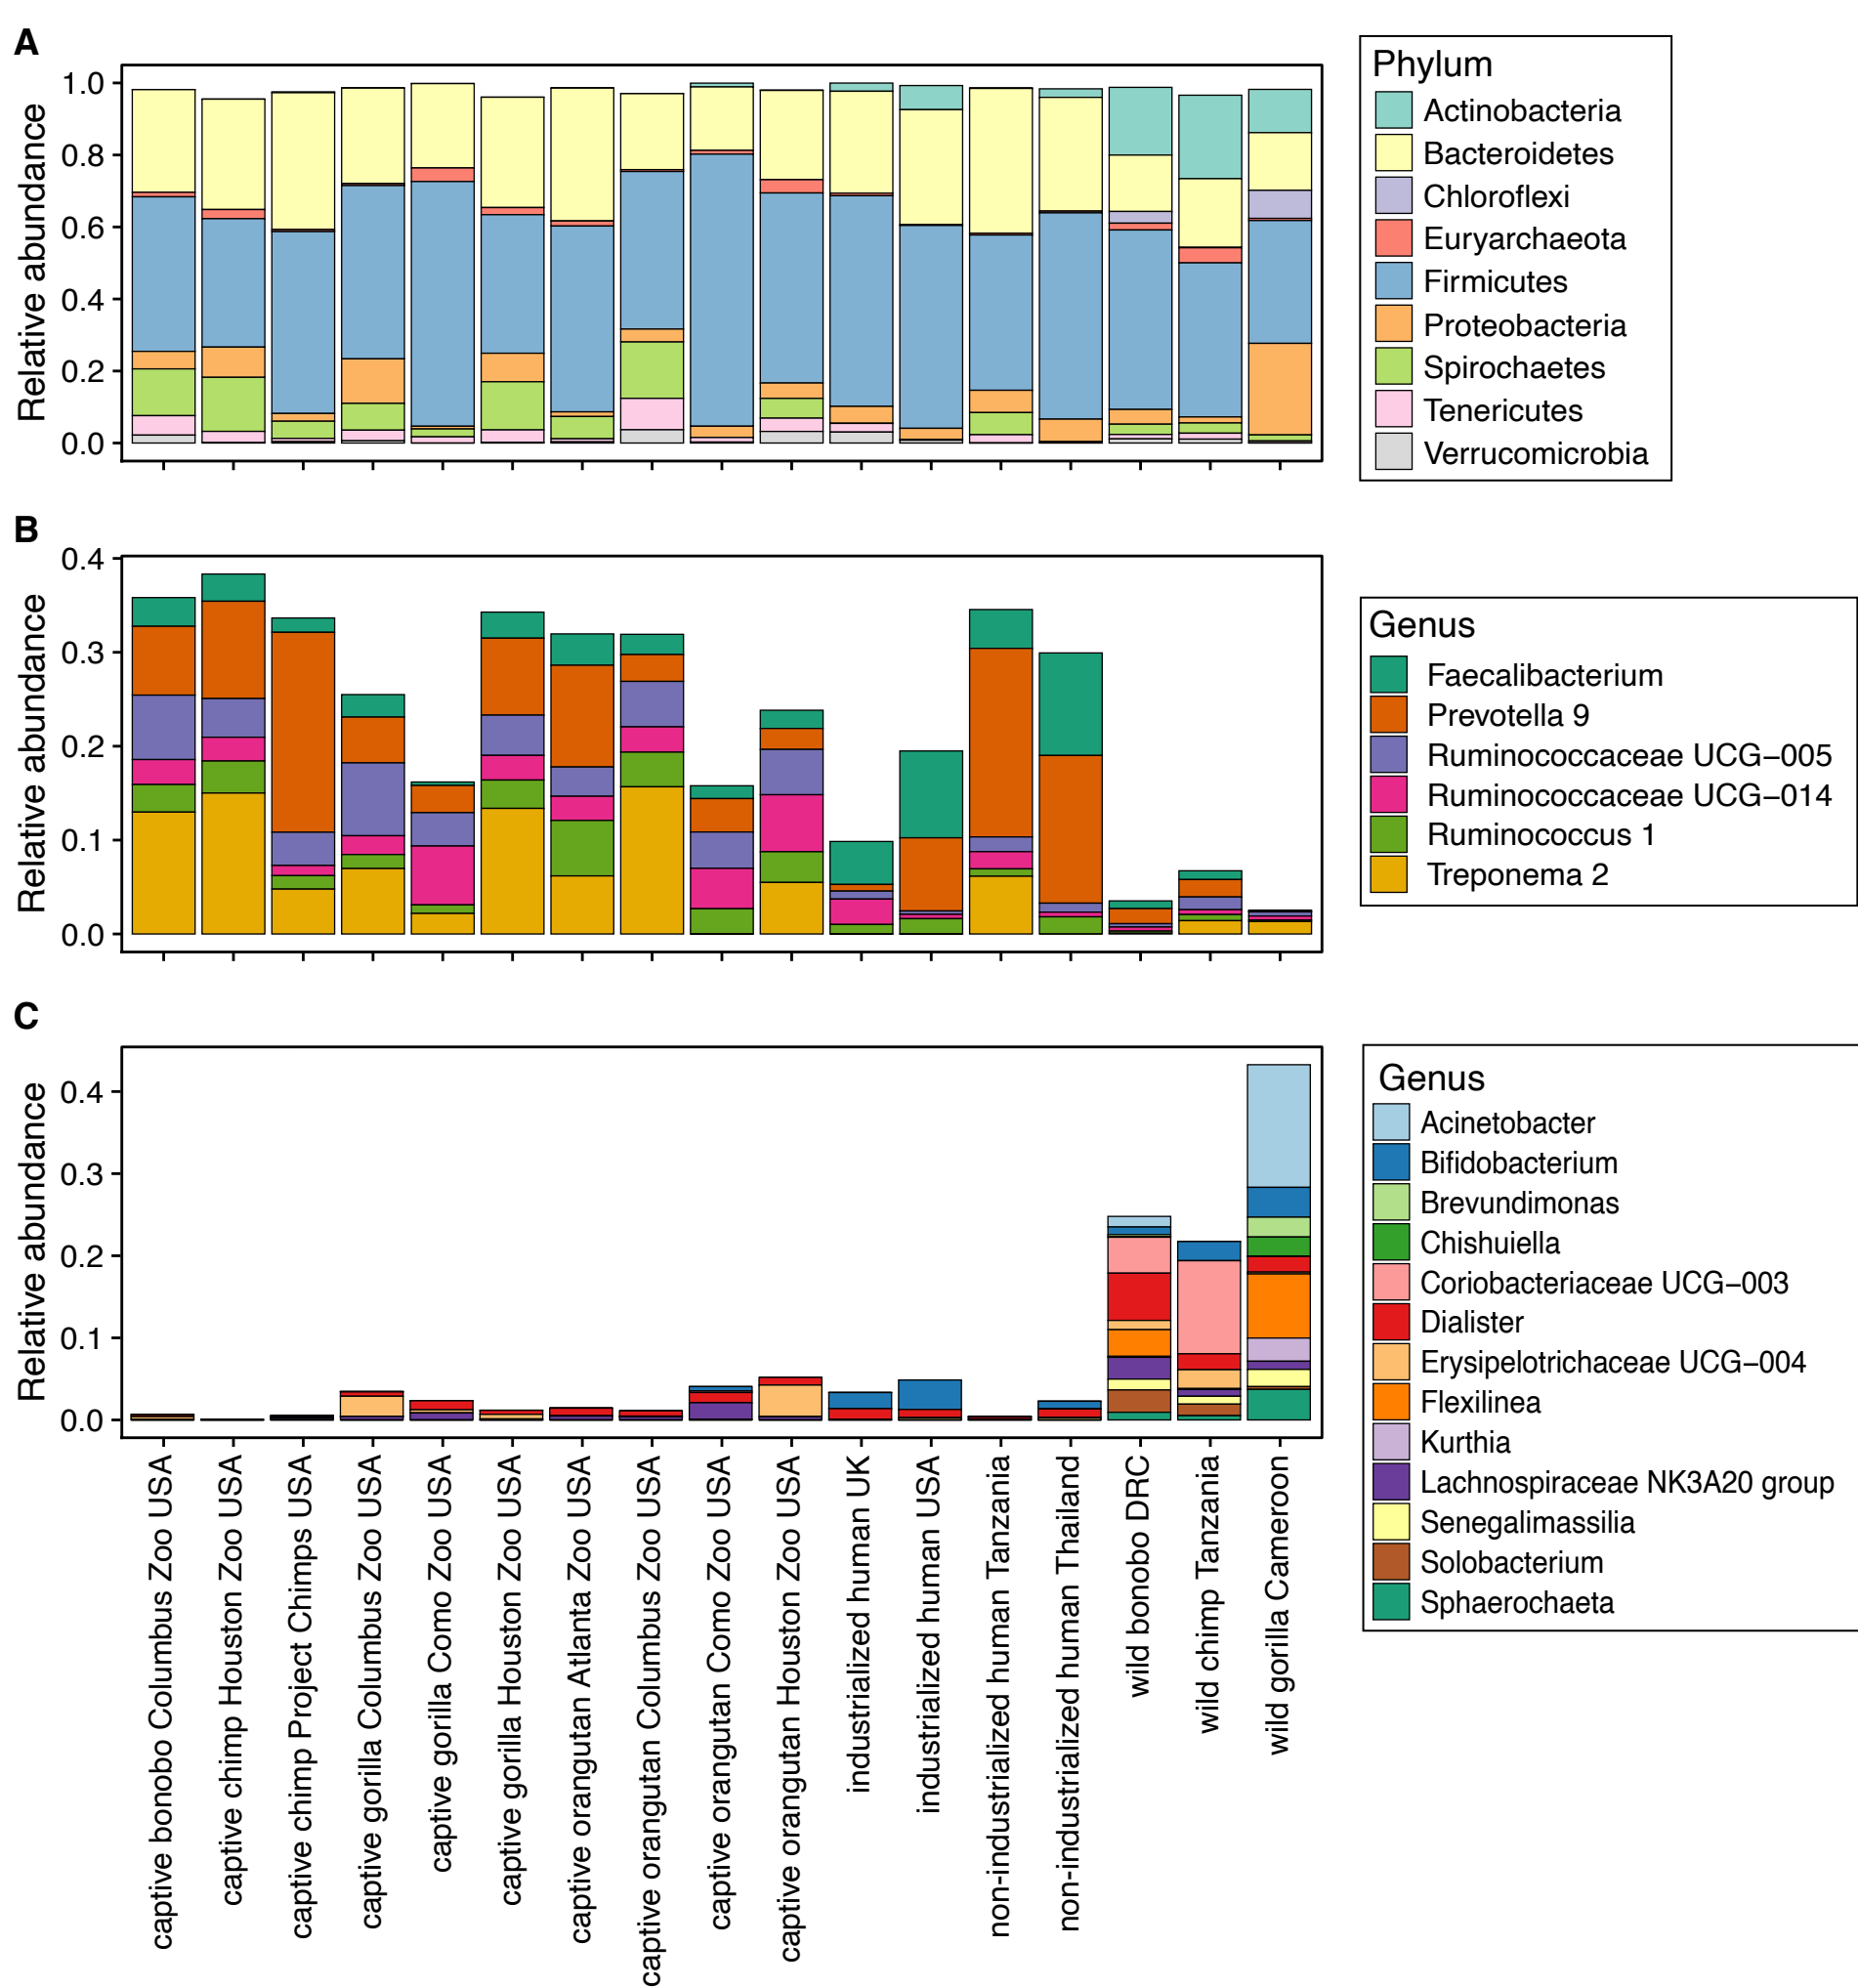 A
Relative abundance
1.0
0.8
0.6
0.4
0.2
0.0
Phylum
Actinobacteria
Bacteroidetes
Chloroflexi
Euryarchaeota
Firmicutes
Proteobacteria
Spirochaetes
Tenericutes
Verrucomicrobia
B
Relative abundance
0.4
0.3
0.2
0.1
0.0
Genus
Faecalibacterium
Prevotella 9
Ruminococcaceae UCG−005
Ruminococcaceae UCG−014
Ruminococcus 1
Treponema 2
C
Relative abundance
0.4
0.3
0.2
0.1
0.0
Genus
Acinetobacter
Bifidobacterium
Brevundimonas
Chishuiella
Coriobacteriaceae UCG−003
Dialister
Erysipelotrichaceae UCG−004
Flexilinea
Kurthia
Lachnospiraceae NK3A20 group
Senegalimassilia
Solobacterium
Sphaerochaeta
captive bonobo Columbus Zoo USA
captive chimp Houston Zoo USA
captive chimp Project Chimps USA
captive gorilla Columbus Zoo USA
captive gorilla Como Zoo USA
captive gorilla Houston Zoo USA
captive orangutan Atlanta Zoo USA
captive orangutan Columbus Zoo USA
captive orangutan Como Zoo USA
captive orangutan Houston Zoo USA
industrialized human UK
industrialized human USA
non-industrialized human Tanzania
non-industrialized human Thailand
wild bonobo DRC
wild chimp Tanzania
wild gorilla Cameroon